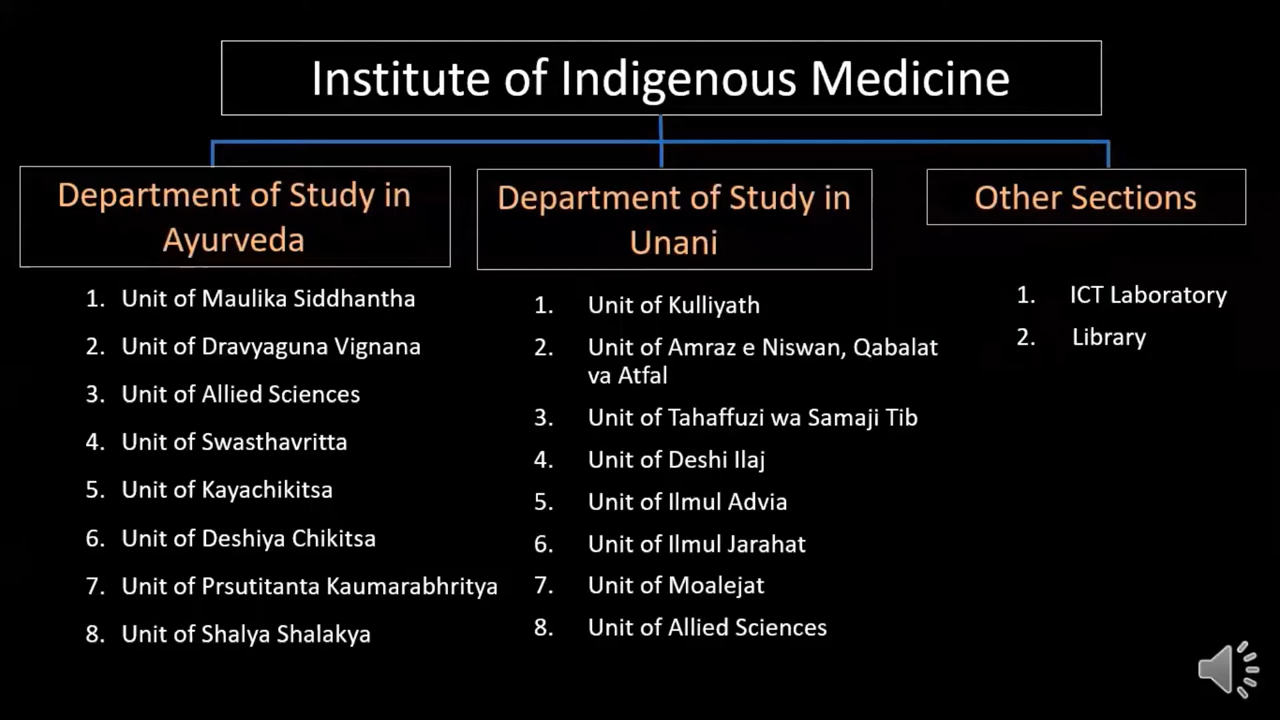 Institute of Indigenous Medicine
Department of Study in
Ayurveda
1. Unit of Maulika Siddhantha
2. Unit of Dravyaguna Vignana
3. Unit of Allied Sciences
4. Unit of Swasthavritta
5. Unit of Kayachikitsa
6. Unit of Deshiya Chikitsa
7. Unit of Prsutitanta Kaumarabhritya
8. Unit of Shalya Shalakya
Department of Study in
Unani
1. Unit of Kulliyath
2. Unit of Amraz e Niswan, Qabalat
va Atfal
3. Unit of Tahaffuzi wa Samaji Tib
4. Unit of Deshi Ilaj
5. Unit of Ilmul Advia
6. Unit of Ilmul Jarahat
7. Unit of Moalejat
8. Unit of Allied Sciences
Other Sections
1. ICT Laboratory
2. Library